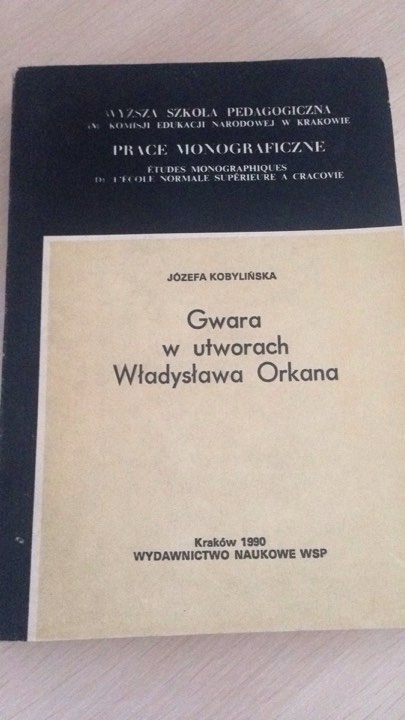 WYŻSZA SZKOŁA PEDAGOGICZNA
IM. KOMISJI EDUKACJI NARODOWEJ W KRAKOWIE
PRACE MONOGRAFICZNE
ÉTUDES MONOGRAPHIQUES
DE L'ÉCOLE NORMALE SUPÉRIEURE A CRACOVIE
JÓZEFA KOBYLIŃSKA
Gwara
w utworach
Władysława Orkana
Kraków 1990
WYDAWNICTWO NAUKOWE WSP